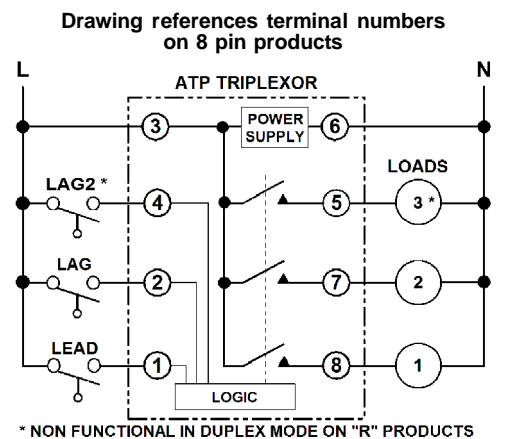 Drawing references terminal numbers
on 8 pin products
L
N
ATP TRIPLEXOR
3
POWER
SUPPLY
6
LOADS
LAG2 *
4
5
3 *
LAG
2
7
2
LEAD
1
8
1
LOGIC
* NON FUNCTIONAL IN DUPLEX MODE ON "R" PRODUCTS